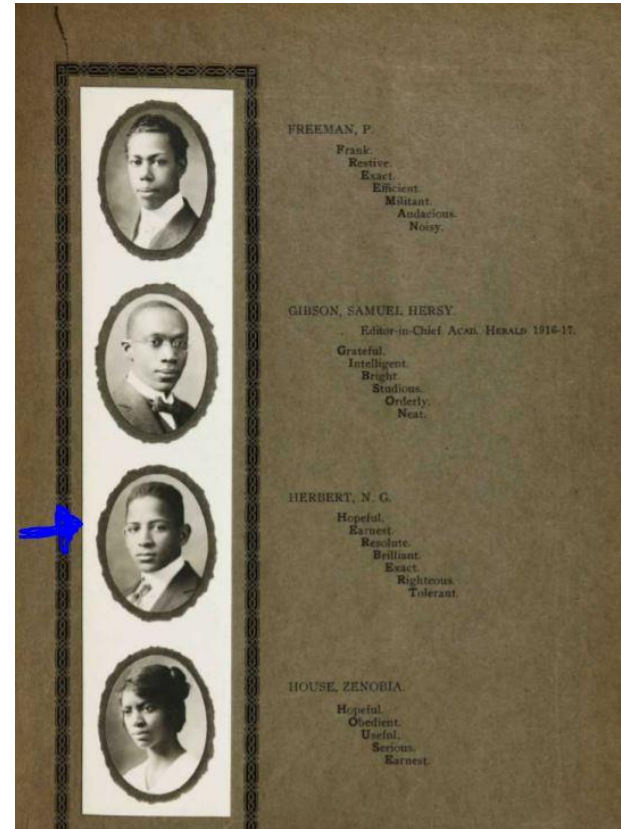 FREEMAN, P.
Frank.
Restive.
Exact.
Efficient.
Militant.
Audacious.
Noisy.
GIBSON, SAMUEL HERSY.
Editor-in-Chief ACAD. HERALD 1916-17.
Grateful.
Intelligent.
Bright.
Studious.
Orderly.
Neat.
HERBERT, N. G.
Hopeful.
Earnest.
Resolute.
Brilliant.
Exact.
Righteous.
Tolerant.
HOUSE, ZENOBIA.
Hopeful.
Obedient.
Useful.
Serious.
Earnest.